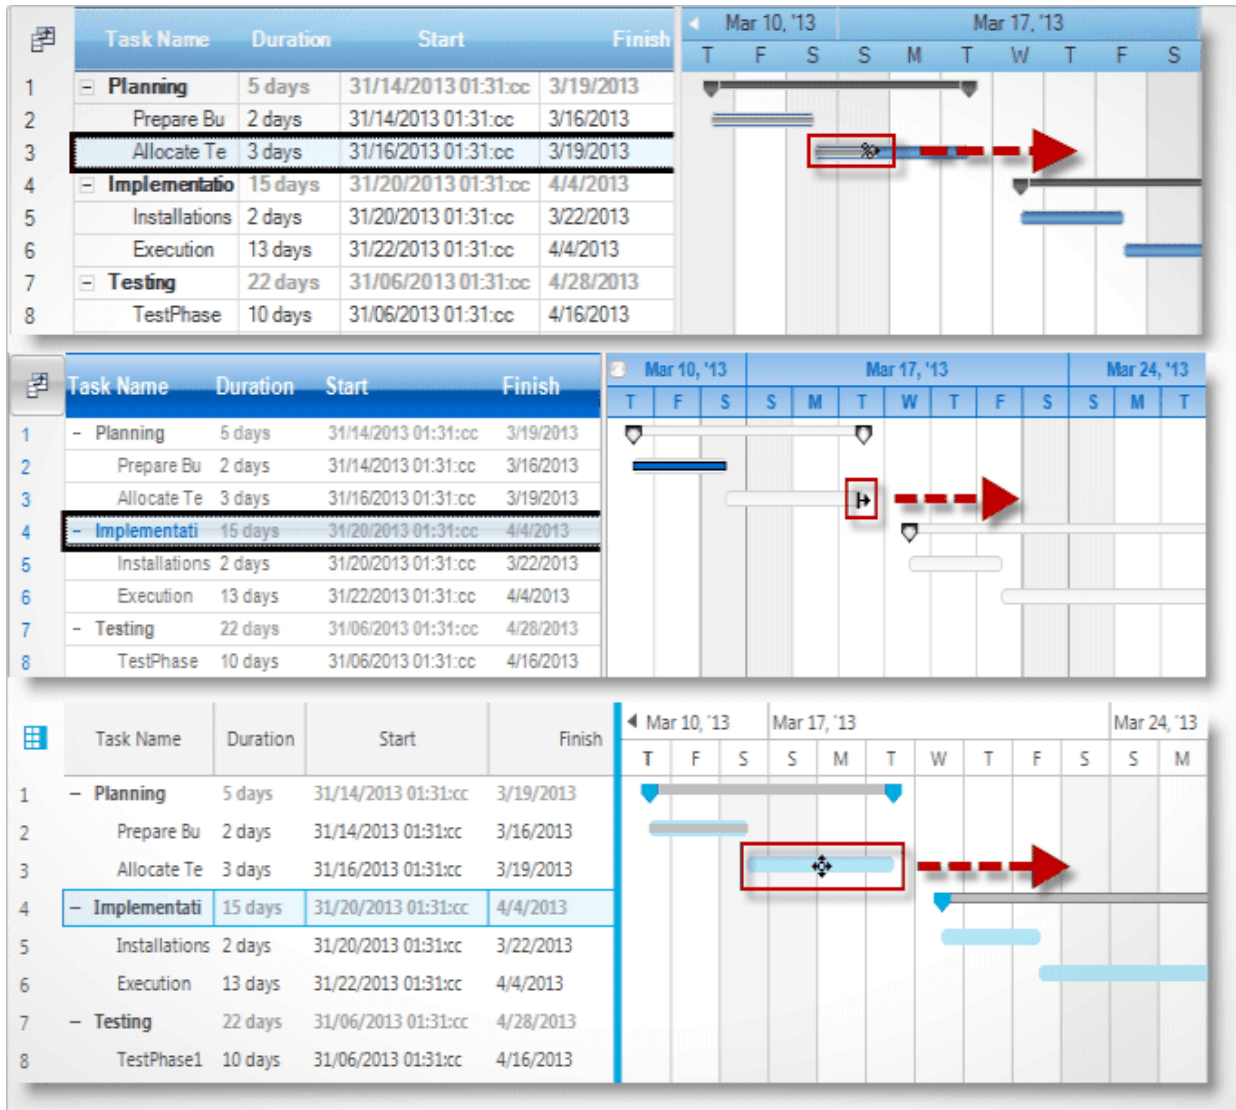 Task Name Duration Start Finish Mar 10, '13 Mar 17, '13
T F S S M T W T F S
1 − Planning 5 days 31/14/2013 01:31:cc 3/19/2013
2 Prepare Bu 2 days 31/14/2013 01:31:cc 3/16/2013
3 Allocate Te 3 days 31/16/2013 01:31:cc 3/19/2013
4 − Implementatio 15 days 31/20/2013 01:31:cc 4/4/2013
5 Installations 2 days 31/20/2013 01:31:cc 3/22/2013
6 Execution 13 days 31/22/2013 01:31:cc 4/4/2013
7 − Testing 22 days 31/06/2013 01:31:cc 4/28/2013
8 TestPhase 10 days 31/06/2013 01:31:cc 4/16/2013
Task Name Duration Start Finish Mar 10, '13 Mar 17, '13 Mar 24, '13
T F S S M T W T F S S M T
1 − Planning 5 days 31/14/2013 01:31:cc 3/19/2013
2 Prepare Bu 2 days 31/14/2013 01:31:cc 3/16/2013
3 Allocate Te 3 days 31/16/2013 01:31:cc 3/19/2013
4 − Implementati 15 days 31/20/2013 01:31:cc 4/4/2013
5 Installations 2 days 31/20/2013 01:31:cc 3/22/2013
6 Execution 13 days 31/22/2013 01:31:cc 4/4/2013
7 − Testing 22 days 31/06/2013 01:31:cc 4/28/2013
8 TestPhase 10 days 31/06/2013 01:31:cc 4/16/2013
Task Name Duration Start Finish Mar 10, '13 Mar 17, '13 Mar 24, '13
T F S S M T W T F S S M
1 − Planning 5 days 31/14/2013 01:31:cc 3/19/2013
2 Prepare Bu 2 days 31/14/2013 01:31:cc 3/16/2013
3 Allocate Te 3 days 31/16/2013 01:31:cc 3/19/2013
4 − Implementati 15 days 31/20/2013 01:31:cc 4/4/2013
5 Installations 2 days 31/20/2013 01:31:cc 3/22/2013
6 Execution 13 days 31/22/2013 01:31:cc 4/4/2013
7 − Testing 22 days 31/06/2013 01:31:cc 4/28/2013
8 TestPhase1 10 days 31/06/2013 01:31:cc 4/16/2013